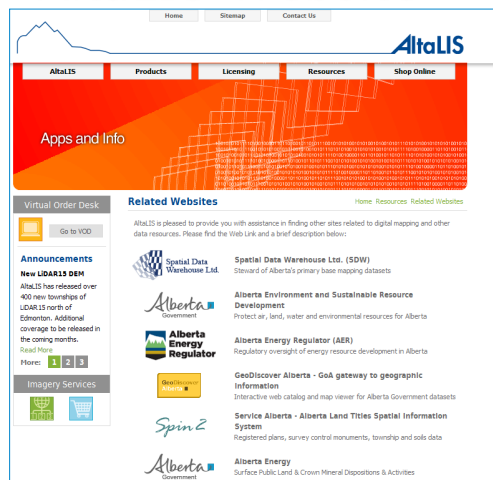 Home Sitemap Contact Us
AltaLIS
AltaLIS Products Licensing Resources Shop Online
Apps and Info
Virtual Order Desk
Go to VOD
Announcements
New LiDAR15 DEM
AltaLIS has released over
400 new townships of
LiDAR15 north of
Edmonton. Additional
coverage to be released in
the coming months.
Read More
More: 1 2 3
Imagery Services
Related Websites
Home Resources Related Websites
AltaLIS is pleased to provide you with assistance in finding other sites related to digital mapping and other
data resources. Please find the Web Link and a brief description below:
Spatial Data
Warehouse Ltd.
Spatial Data Warehouse Ltd. (SDW)
Steward of Alberta's primary base mapping datasets
Alberta
Government
Alberta Environment and Sustainable Resource
Development
Protect air, land, water and environmental resources for Alberta
Alberta
Energy
Regulator
Alberta Energy Regulator (AER)
Regulatory oversight of energy resource development in Alberta
GeoDiscover
Alberta
GeoDiscover Alberta - GoA gateway to geographic
information
Interactive web catalog and map viewer for Alberta Government datasets
Spin 2
Service Alberta - Alberta Land Titles Spatial Information
System
Registered plans, survey control monuments, township and soils data
Alberta
Government
Alberta Energy
Surface Public Land & Crown Mineral Dispositions & Activities